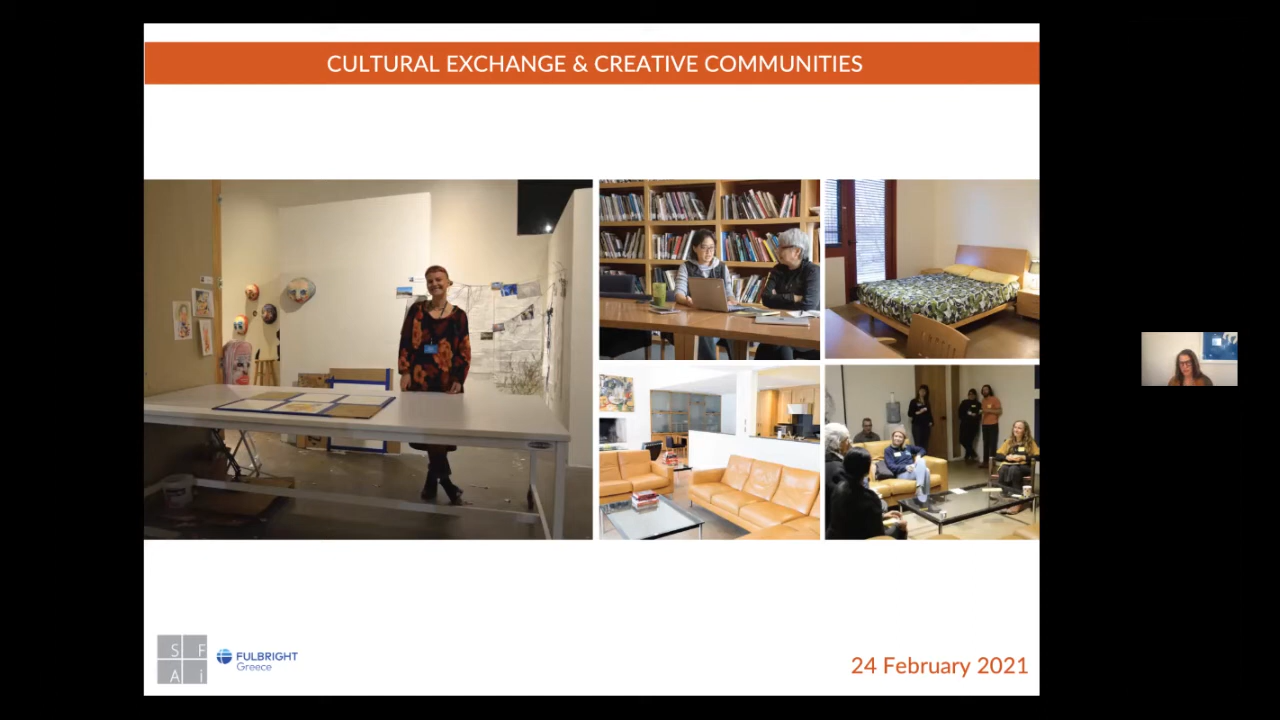 CULTURAL EXCHANGE & CREATIVE COMMUNITIES
S F
A i
FULBRIGHT
Greece
24 February 2021